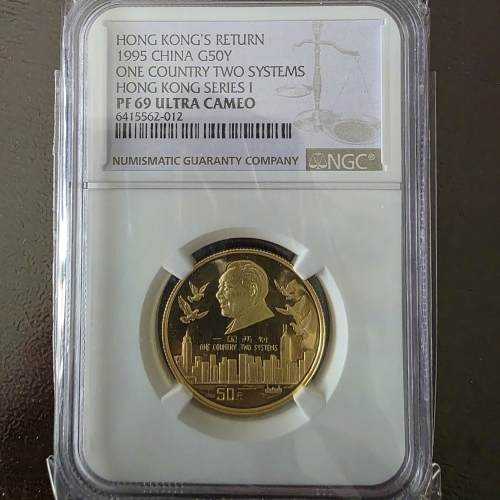 HONG KONG'S RETURN
1995 CHINA G50Y
ONE COUNTRY TWO SYSTEMS
HONG KONG SERIES I
PF 69 ULTRA CAMEO
6415562-012
NUMISMATIC GUARANTY COMPANY
NGC®
一国两制
ONE COUNTRY TWO SYSTEMS
50元